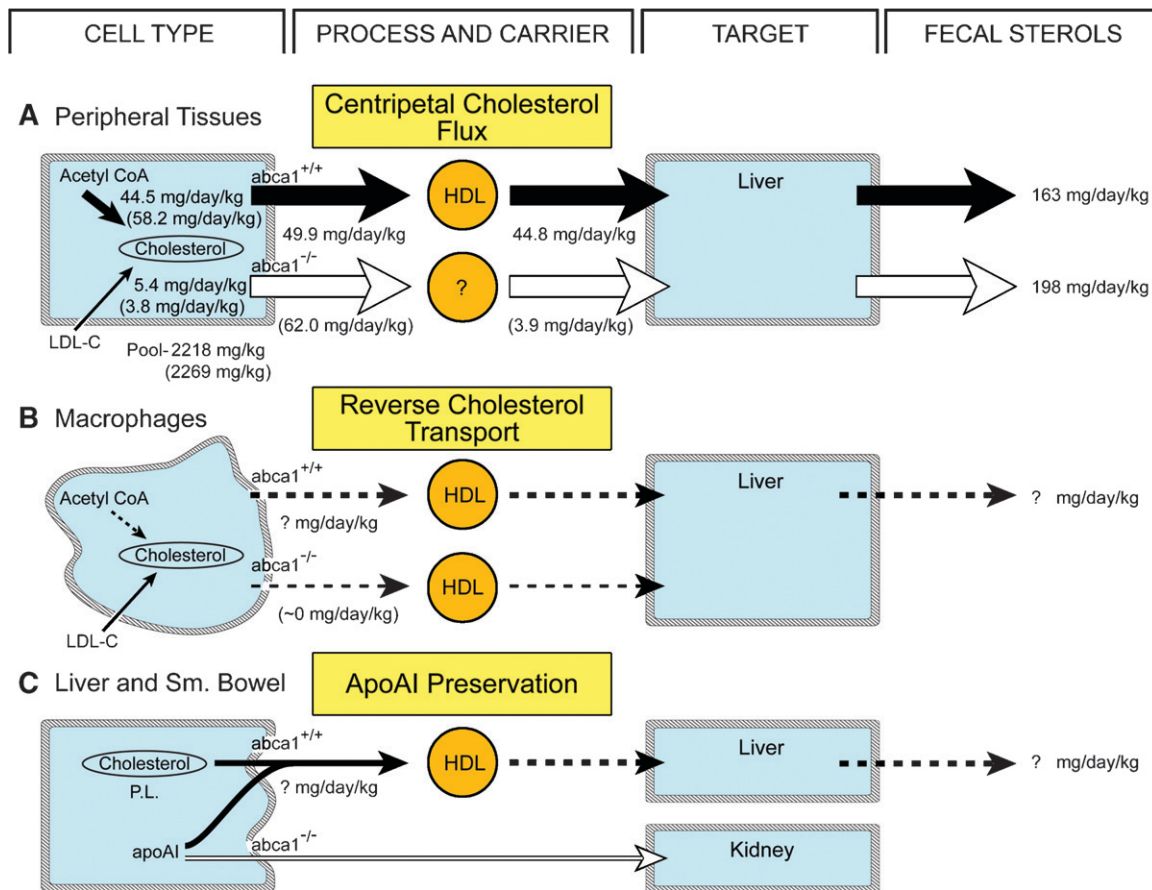 CELL TYPE
PROCESS AND CARRIER
TARGET
FECAL STEROLS
A Peripheral Tissues
Centripetal Cholesterol
Flux
Acetyl CoA
44.5 mg/day/kg
(58.2 mg/day/kg)
Cholesterol
5.4 mg/day/kg
(3.8 mg/day/kg)
LDL-C
Pool-2218 mg/kg
(2269 mg/kg)
abca1+/+
49.9 mg/day/kg
HDL
44.8 mg/day/kg
Liver
163 mg/day/kg
abca1-/-
(62.0 mg/day/kg)
?
(3.9 mg/day/kg)
198 mg/day/kg
B Macrophages
Reverse Cholesterol
Transport
Acetyl CoA
Cholesterol
LDL-C
abca1+/+
? mg/day/kg
HDL
Liver
? mg/day/kg
abca1-/-
(~0 mg/day/kg)
HDL
C Liver and Sm. Bowel
ApoAI Preservation
Cholesterol
P.L.
apoAI
abca1+/+
? mg/day/kg
HDL
Liver
? mg/day/kg
abca1-/-
Kidney